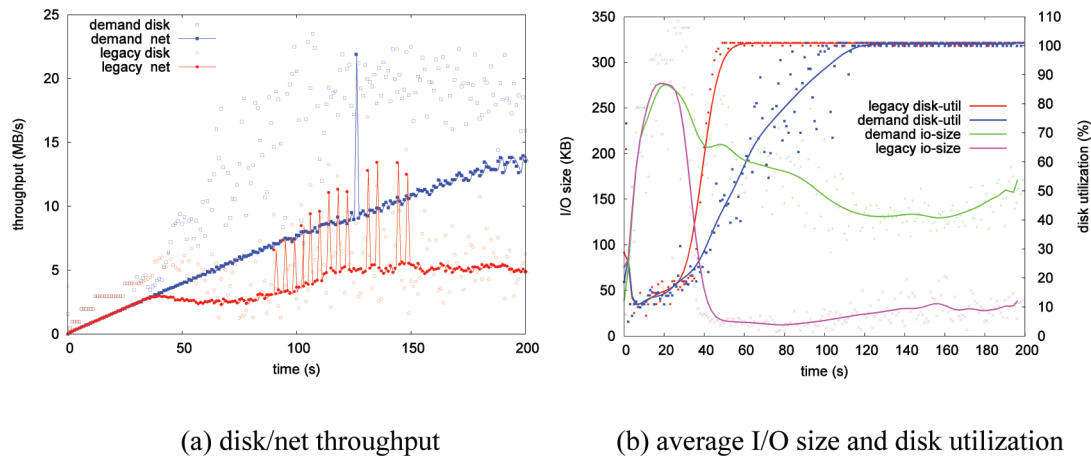 25
20
15
10
5
0
throughput (MB/s)
demand disk
demand net
legacy disk
legacy net
0 50 100 150 200
time (s)
(a) disk/net throughput
350
300
250
200
150
100
50
0
I/O size (KB)
legacy disk-util
demand disk-util
demand io-size
legacy io-size
110
100
90
80
70
60
50
40
30
20
10
0
disk utilization (%)
0 20 40 60 80 100 120 140 160 180 200
time (s)
(b) average I/O size and disk utilization